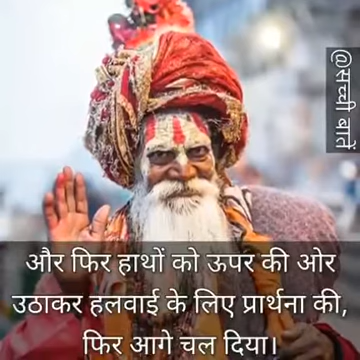 @सच्ची बातें
और फिर हाथों को ऊपर की ओर
उठाकर हलवाई के लिए प्रार्थना की,
फिर आगे चल दिया।